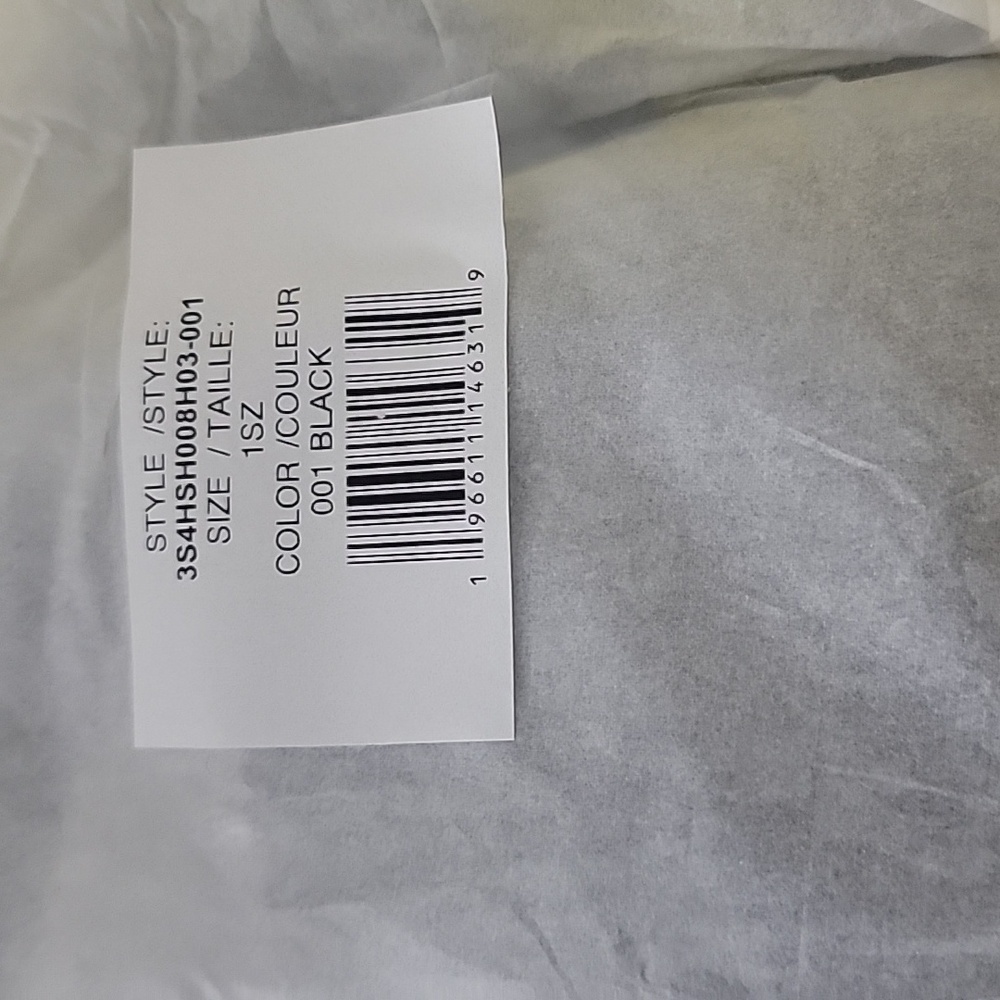 STYLE /STYLE:
3S4HSH008H03-001
SIZE / TAILLE:
1SZ
COLOR /COULEUR
001 BLACK
1 96611 14631 9